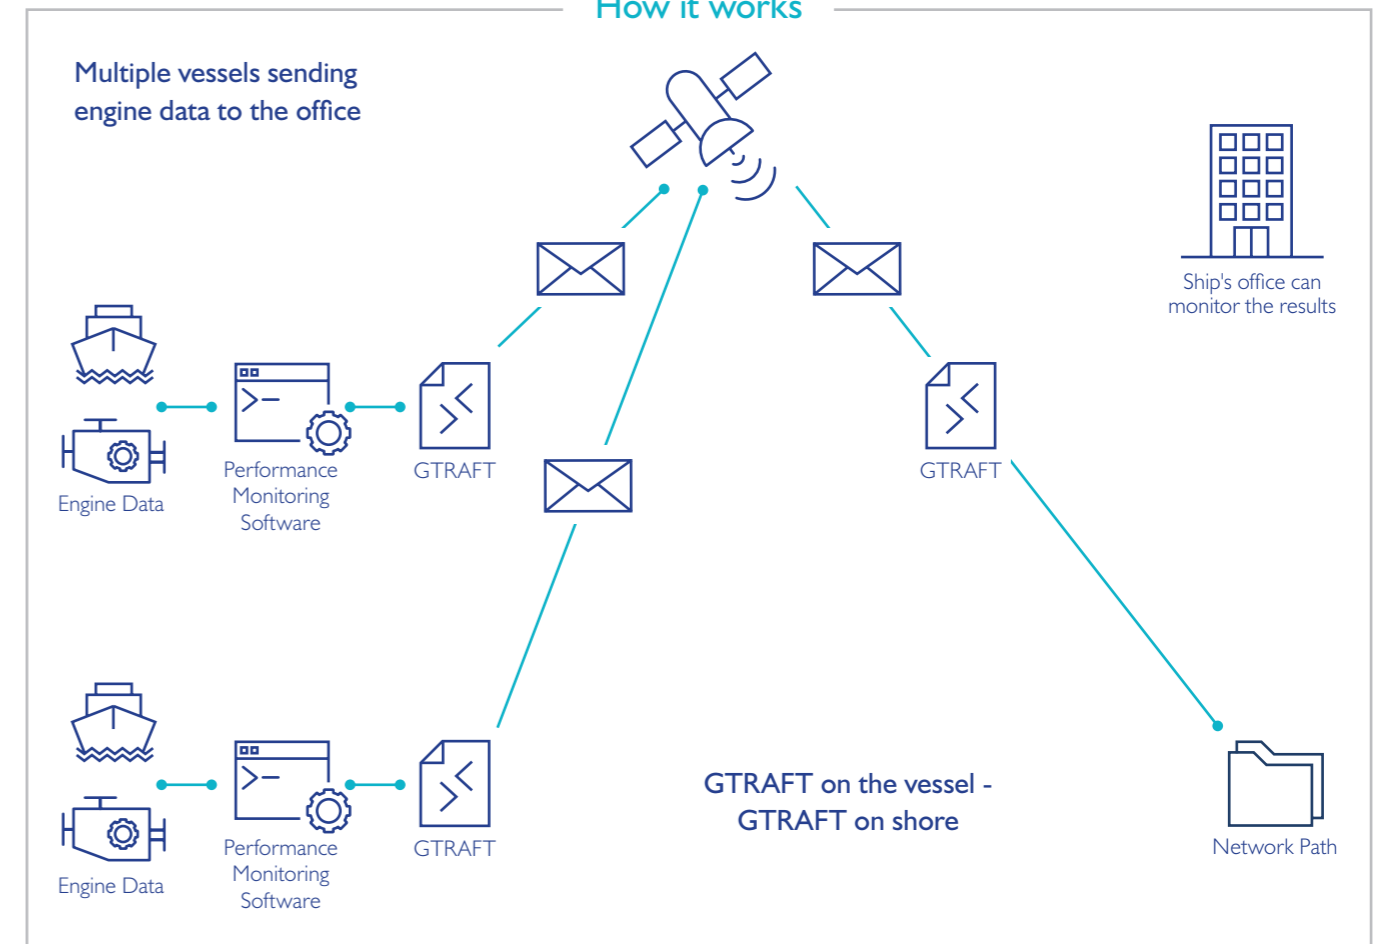 How it works
Multiple vessels sending
engine data to the office
Ship's office can
monitor the results
Engine Data
Performance
Monitoring
Software
GTRAFT
GTRAFT
Engine Data
Performance
Monitoring
Software
GTRAFT
GTRAFT on the vessel -
GTRAFT on shore
Network Path